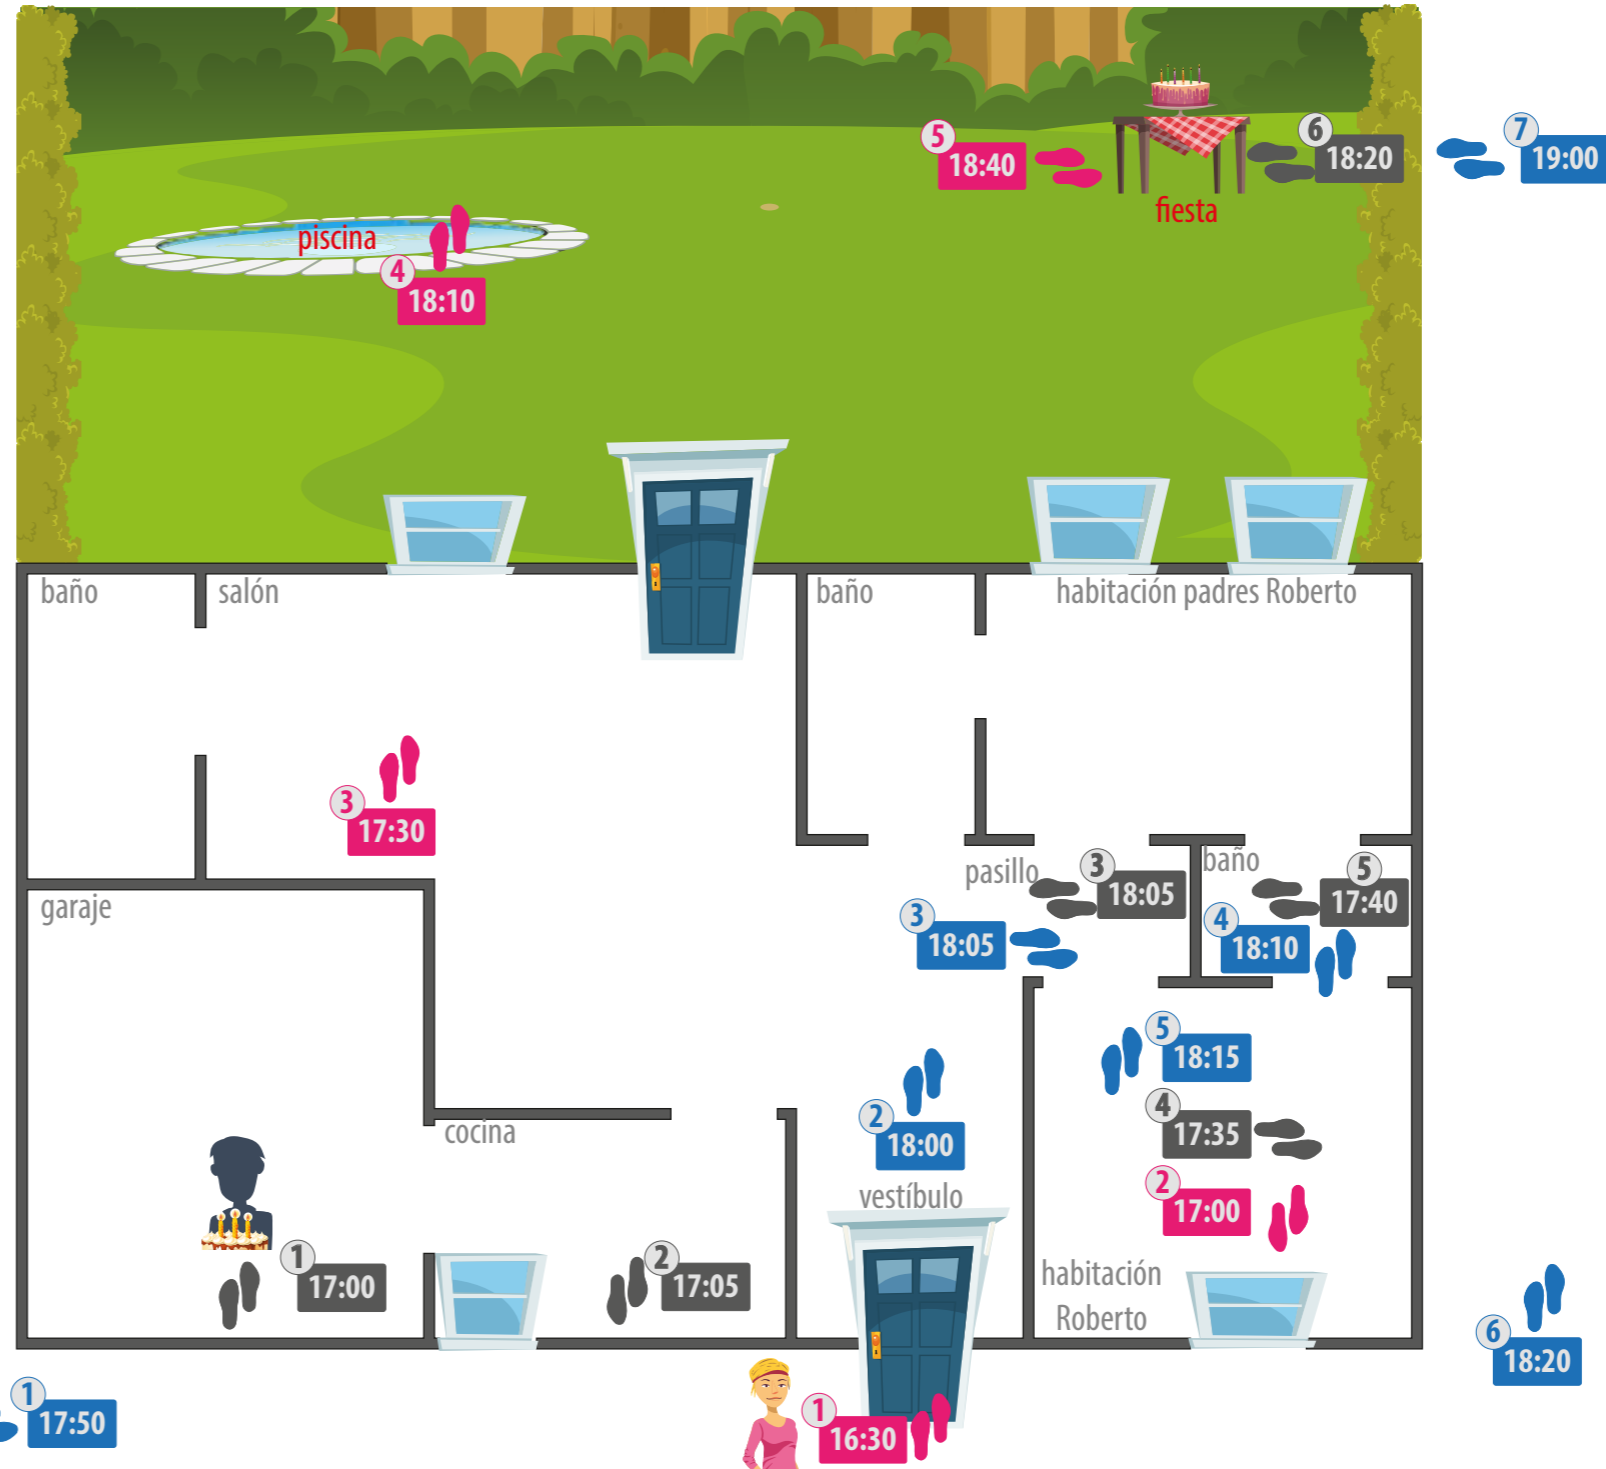 5
18:40
6
18:20
7
19:00
fiesta
piscina
4
18:10
baño
salón
baño
habitación padres Roberto
3
17:30
garaje
pasillo
3
18:05
baño
5
17:40
3
18:05
4
18:10
5
18:15
4
17:35
2
17:00
cocina
2
18:00
vestíbulo
1
17:00
2
17:05
habitación
Roberto
6
18:20
1
17:50
1
16:30